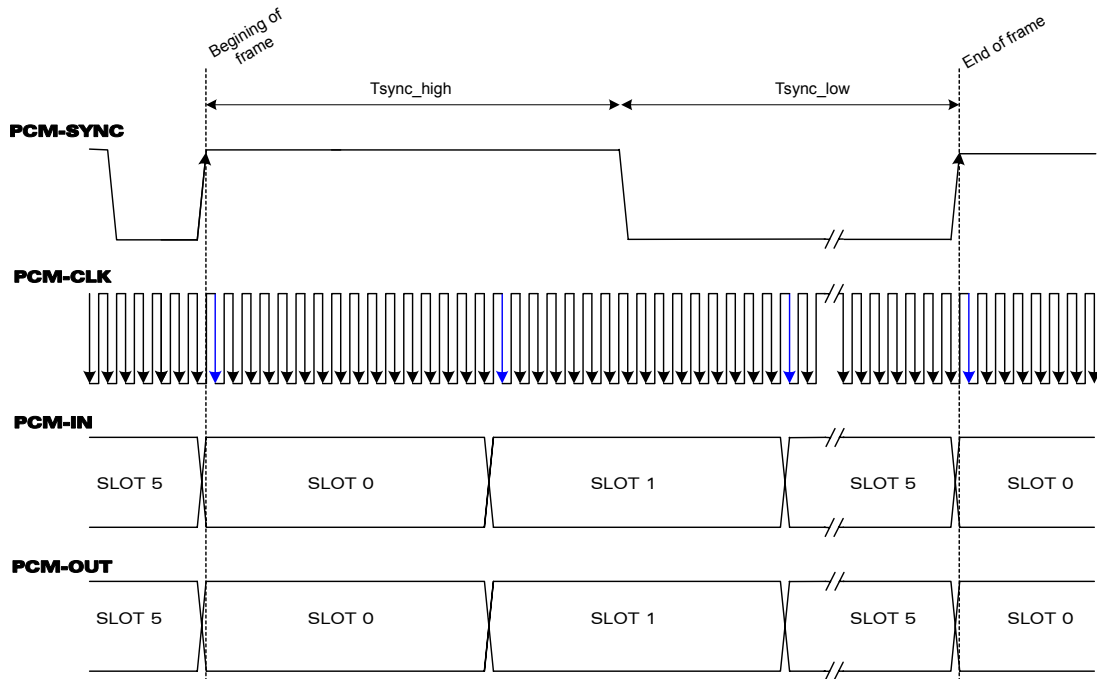 Begining of
frame
End of frame
Tsync_high
Tsync_low
PCM-SYNC
PCM-CLK
PCM-IN
SLOT 5
SLOT 0
SLOT 1
SLOT 5
SLOT 0
PCM-OUT
SLOT 5
SLOT 0
SLOT 1
SLOT 5
SLOT 0